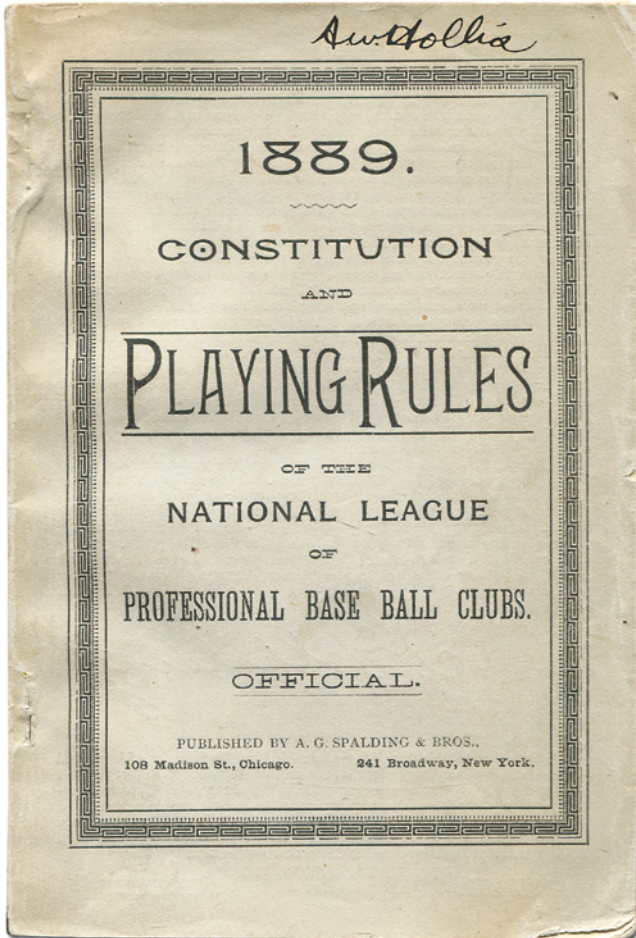 1889.
CONSTITUTION
AND
PLAYING RULES
OF THE
NATIONAL LEAGUE
OF
PROFESSIONAL BASE BALL CLUBS.
OFFICIAL.
PUBLISHED BY A. G. SPALDING & BROS.,
108 Madison St., Chicago. 241 Broadway, New York.